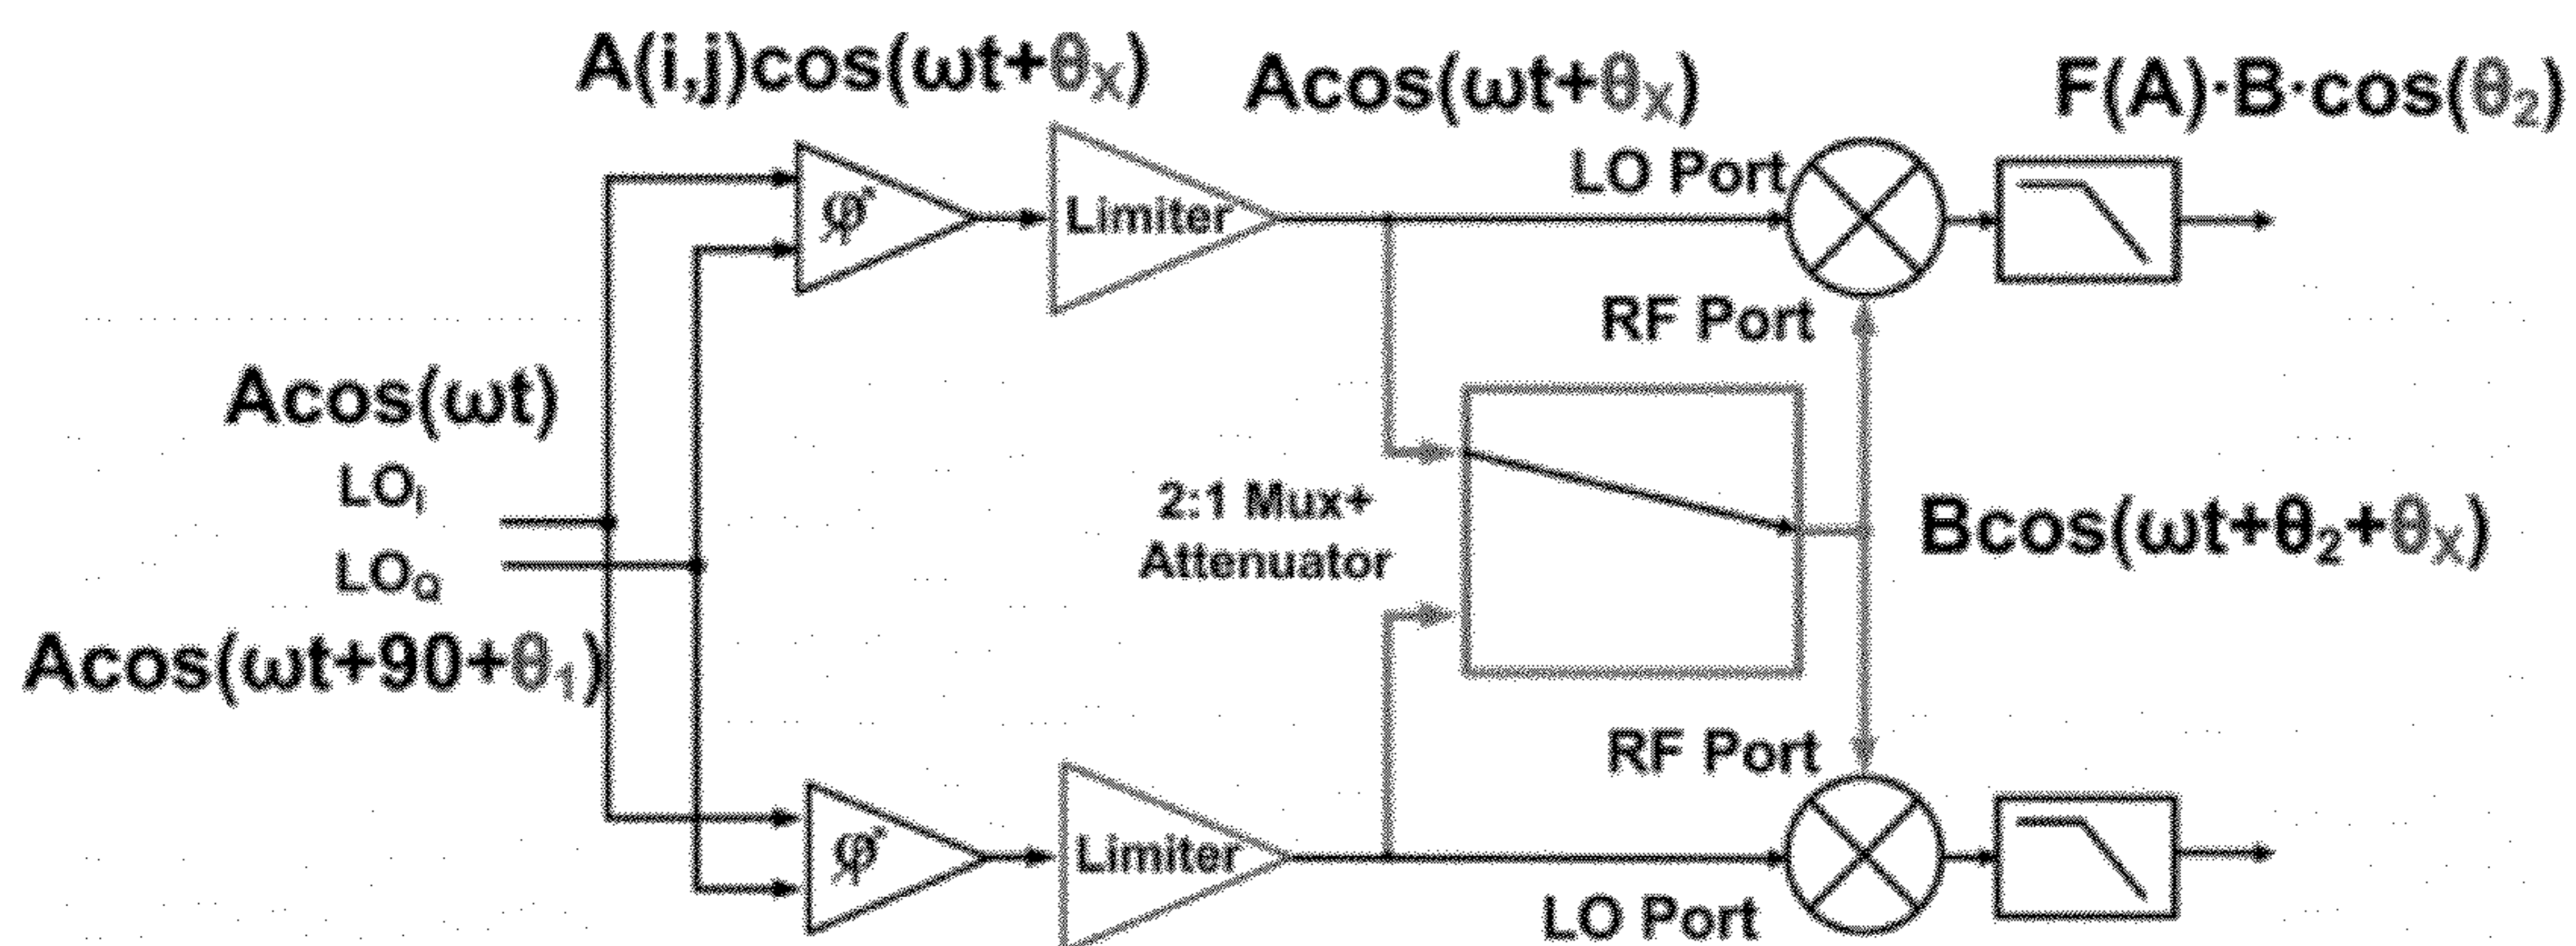 A(i,j)cos(ωt+θX)
Acos(ωt+θX)
F(A)·B·cos(θ2)
LO Port
φ
Limiter
RF Port
Acos(ωt)
LOI
2:1 Mux+
Attenuator
Bcos(ωt+θ2+θX)
LOQ
Acos(ωt+90+θ1)
RF Port
φ
Limiter
LO Port